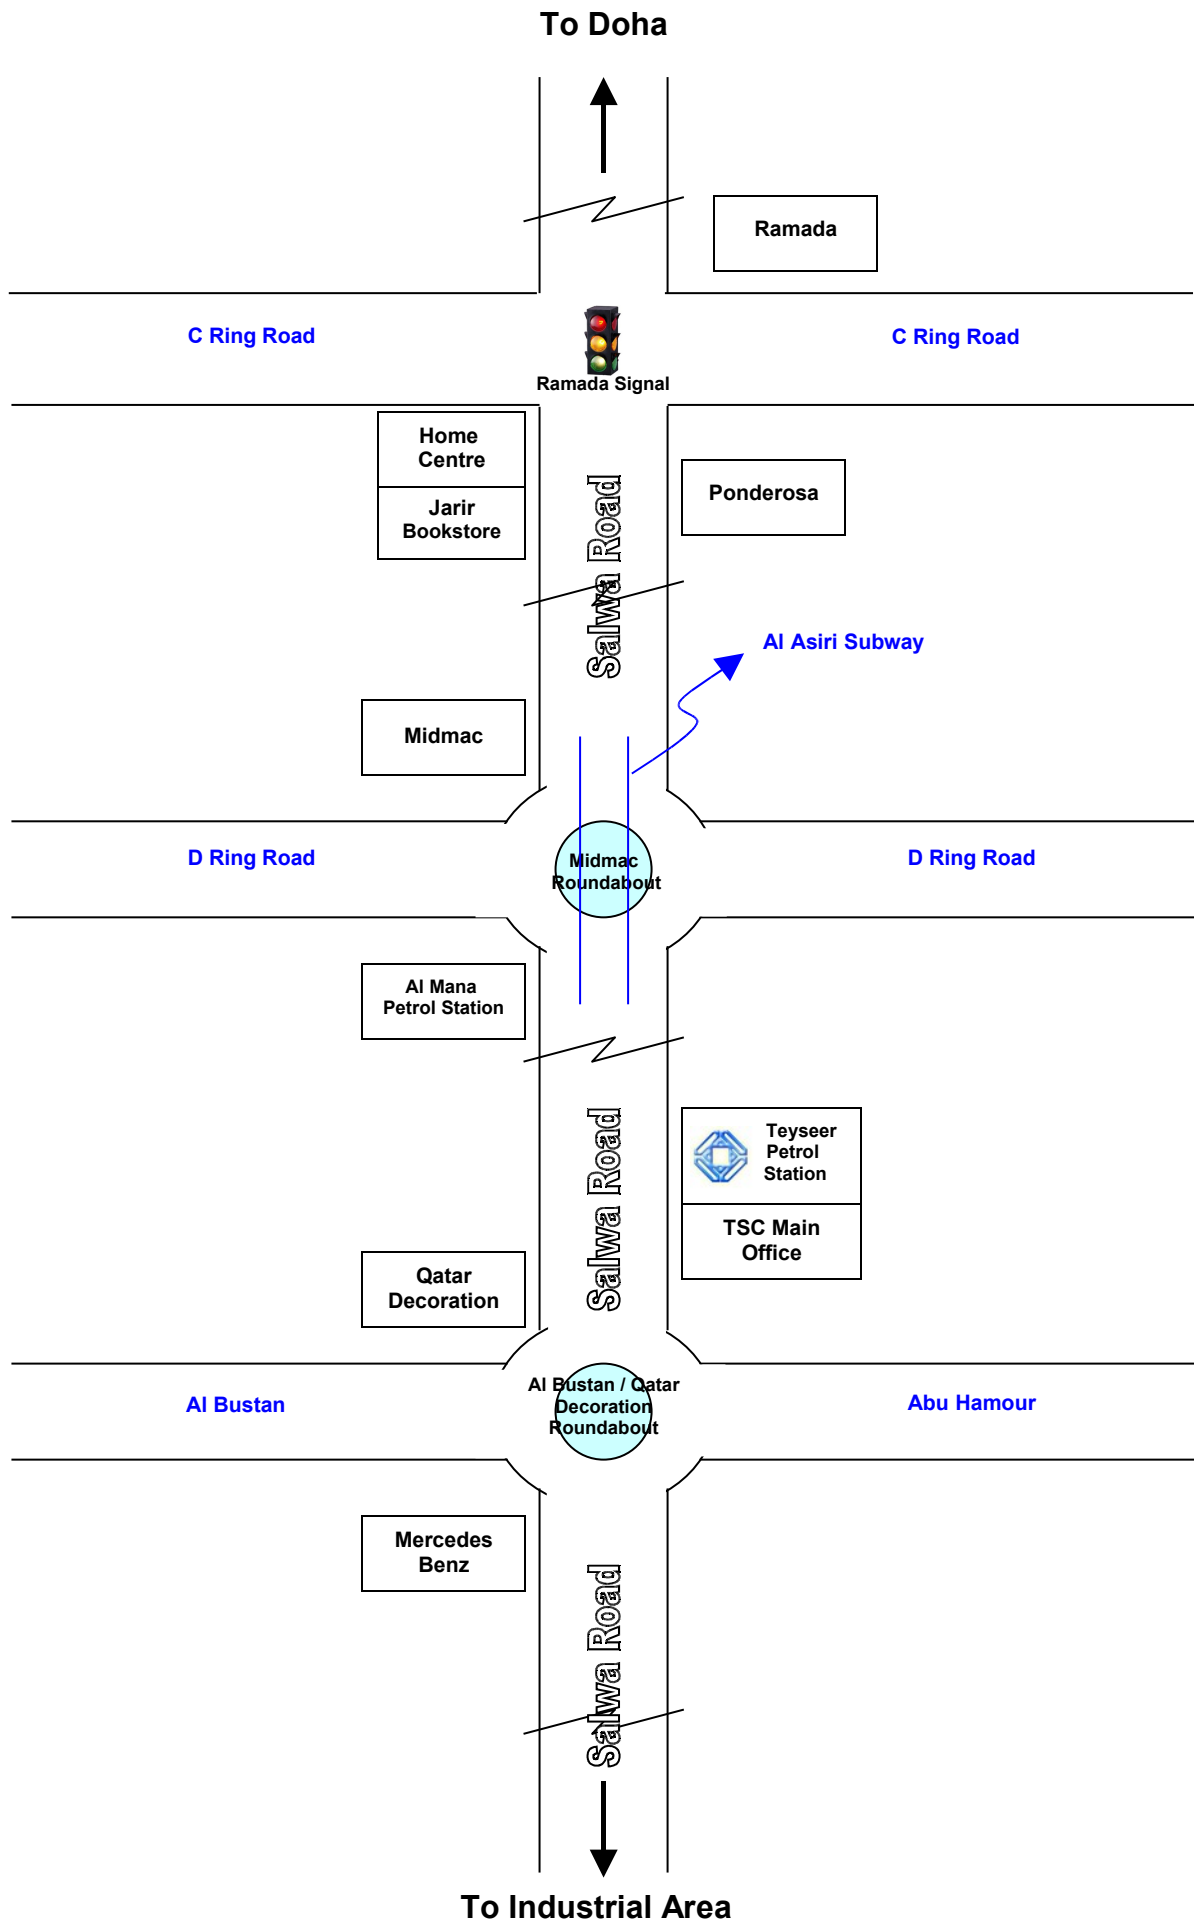 To Doha
Ramada
C Ring Road
C Ring Road
Ramada Signal
Home
Centre
Jarir
Bookstore
Ponderosa
Salwa Road
Al Asiri Subway
Midmac
D Ring Road
Midmac
Roundabout
D Ring Road
Al Mana
Petrol Station
Teyseer
Petrol
Station
TSC Main
Office
Salwa Road
Qatar
Decoration
Al Bustan
Al Bustan / Qatar
Decoration
Roundabout
Abu Hamour
Mercedes
Benz
Salwa Road
To Industrial Area